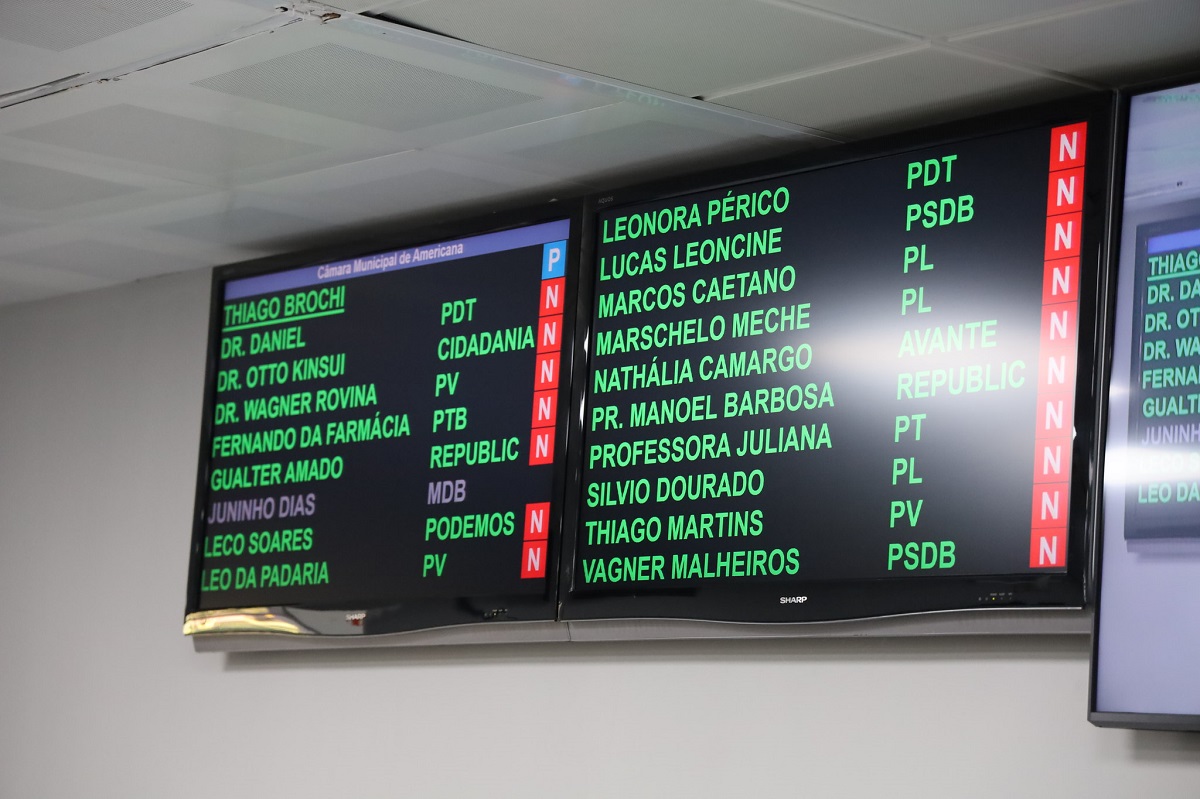 Câmara Municipal de Americana
THIAGO BROCHI P
DR. DANIEL PDT N
DR. OTTO KINSUI CIDADANIA N
DR. WAGNER ROVINA PV N
FERNANDO DA FARMÁCIA PTB N
GUALTER AMADO REPUBLIC N
JUNINHO DIAS MDB
LECO SOARES PODEMOS N
LEO DA PADARIA PV N
SHARP
LEONORA PÉRICO PDT N
LUCAS LEONCINE PSDB N
MARCOS CAETANO PL N
MARSCHELO MECHE PL N
NATHÁLIA CAMARGO AVANTE N
PR. MANOEL BARBOSA REPUBLIC N
PROFESSORA JULIANA PT N
SILVIO DOURADO PL N
THIAGO MARTINS PV N
VAGNER MALHEIROS PSDB N
SHARP
THIAGO
DR. DA
DR. OT
DR. WA
FERNA
GUALTE
JUNINH
LEO DA